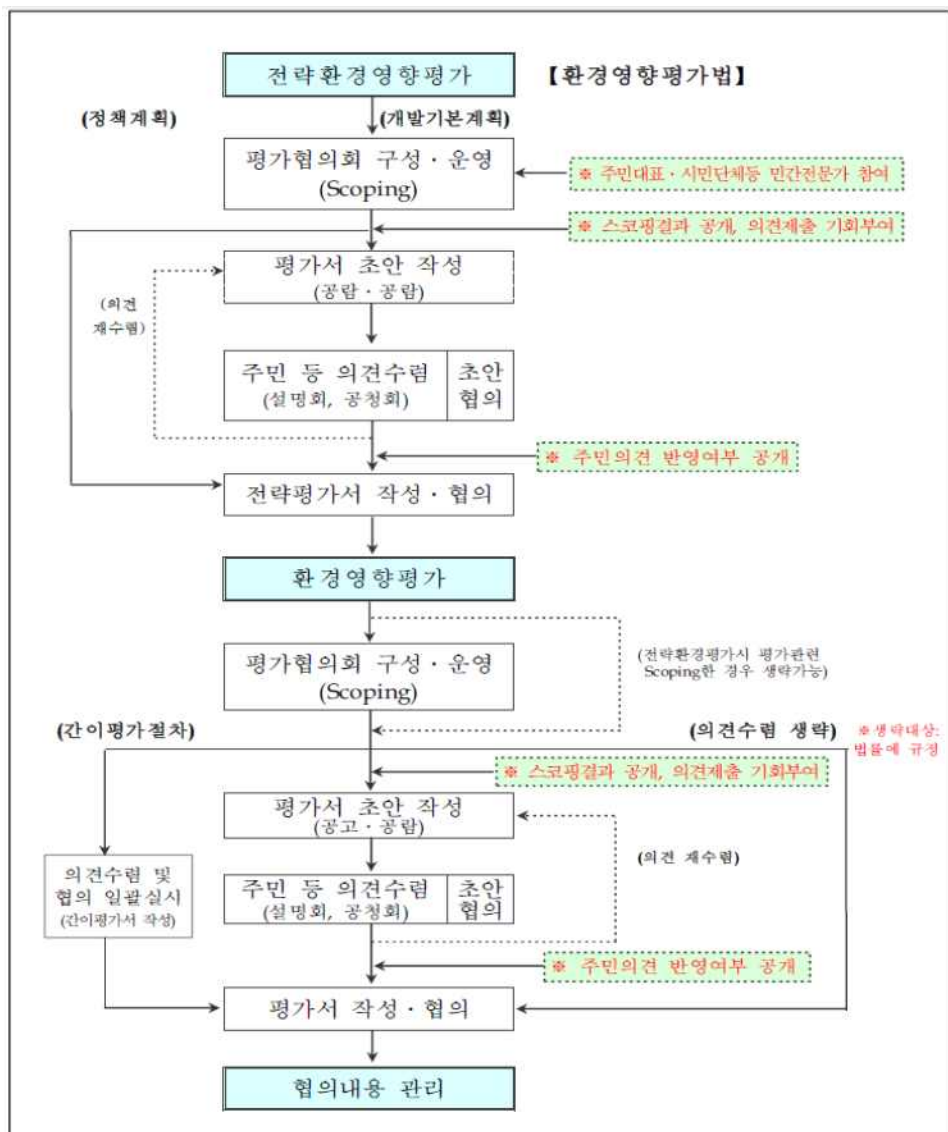 전략환경영향평가
【환경영향평가법】
(정책계획)
(개발기본계획)
평가협의회 구성·운영
(Scoping)
※ 주민대표·시민단체등 민간전문가 참여
※ 스코핑결과 공개, 의견제출 기회부여
평가서 초안 작성
(공람·공람)
(의견
재수렴)
주민 등 의견수렴
(설명회, 공청회)
초안
협의
※ 주민의견 반영여부 공개
전략평가서 작성·협의
환경영향평가
평가협의회 구성·운영
(Scoping)
(전략환경평가시 평가관련
Scoping한 경우 생략가능)
(간이평가절차)
(의견수렴 생략)
※생략대상:
법률에 규정
※ 스코핑결과 공개, 의견제출 기회부여
평가서 초안 작성
(공고·공람)
(의견 재수렴)
의견수렴 및
협의 일괄실시
(간이평가서 작성)
주민 등 의견수렴
(설명회, 공청회)
초안
협의
※ 주민의견 반영여부 공개
평가서 작성·협의
협의내용 관리